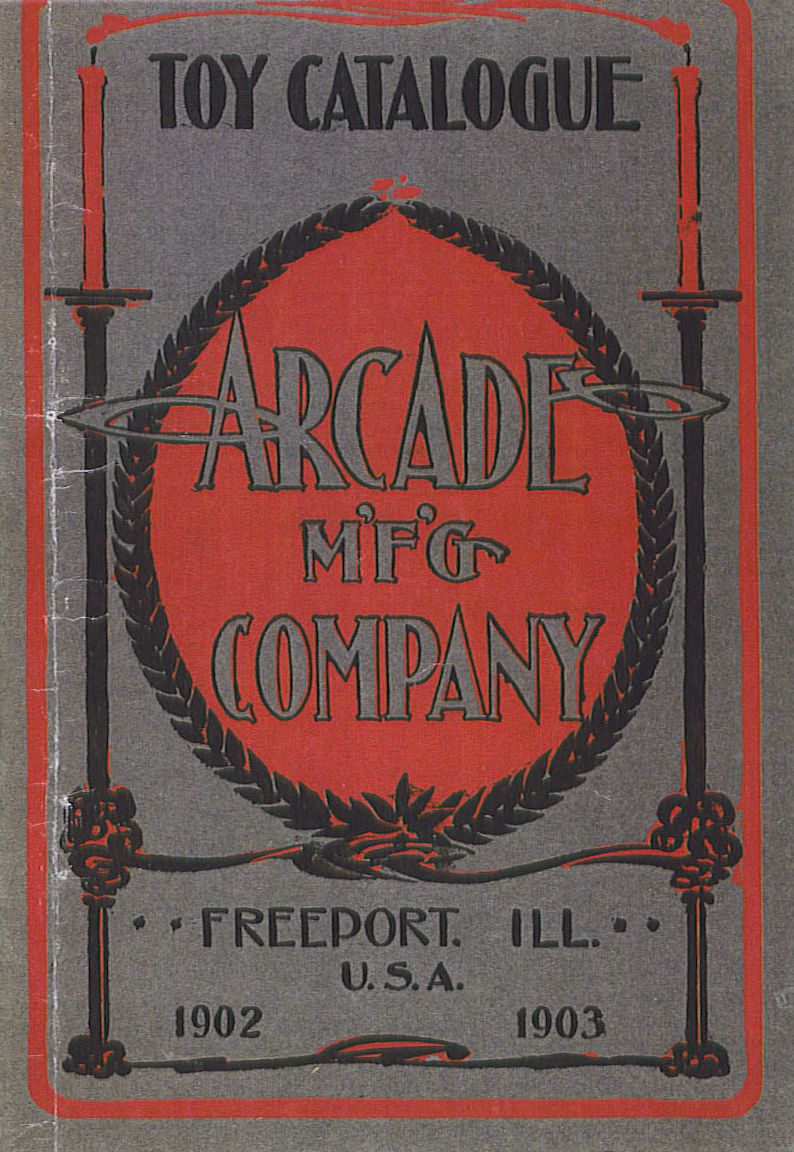 TOY CATALOGUE
ARCADE
M'F'G
COMPANY
· · FREEPORT. ILL. · ·
U.S.A.
1902 1903